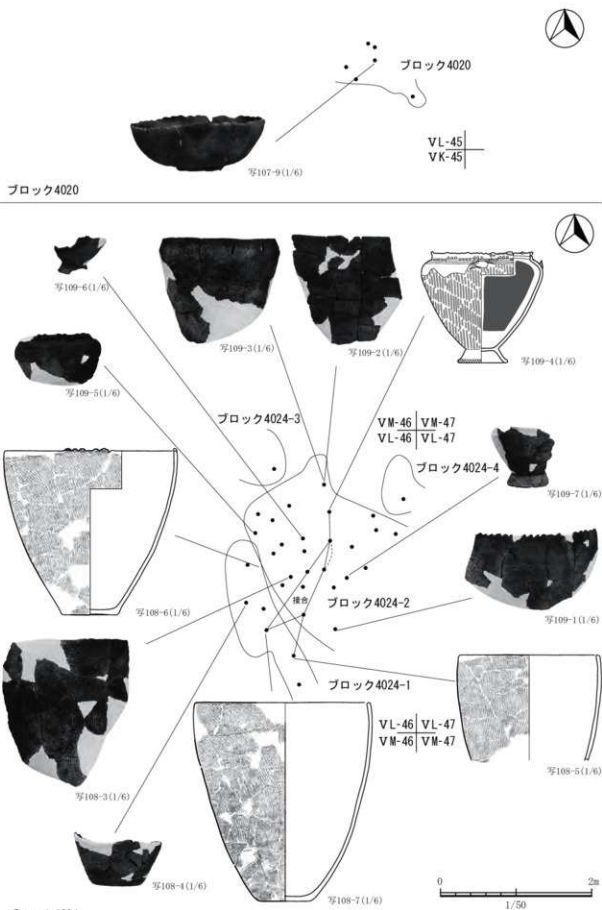 ブロック4020
写107-9(1/6)
ⅤL-45
ⅤK-45
ブロック4020
写109-6(1/6)
写109-3(1/6)
写109-2(1/6)
写109-4(1/6)
写109-5(1/6)
ブロック4024-3
ⅤM-46 ⅤM-47
ⅤL-46 ⅤL-47
ブロック4024-4
写109-7(1/6)
写108-6(1/6)
接合
ブロック4024-2
写109-1(1/6)
ブロック4024-1
写108-3(1/6)
ⅤL-46 ⅤL-47
ⅤM-46 ⅤM-47
写108-5(1/6)
写108-4(1/6)
写108-7(1/6)
0 2m
1/50